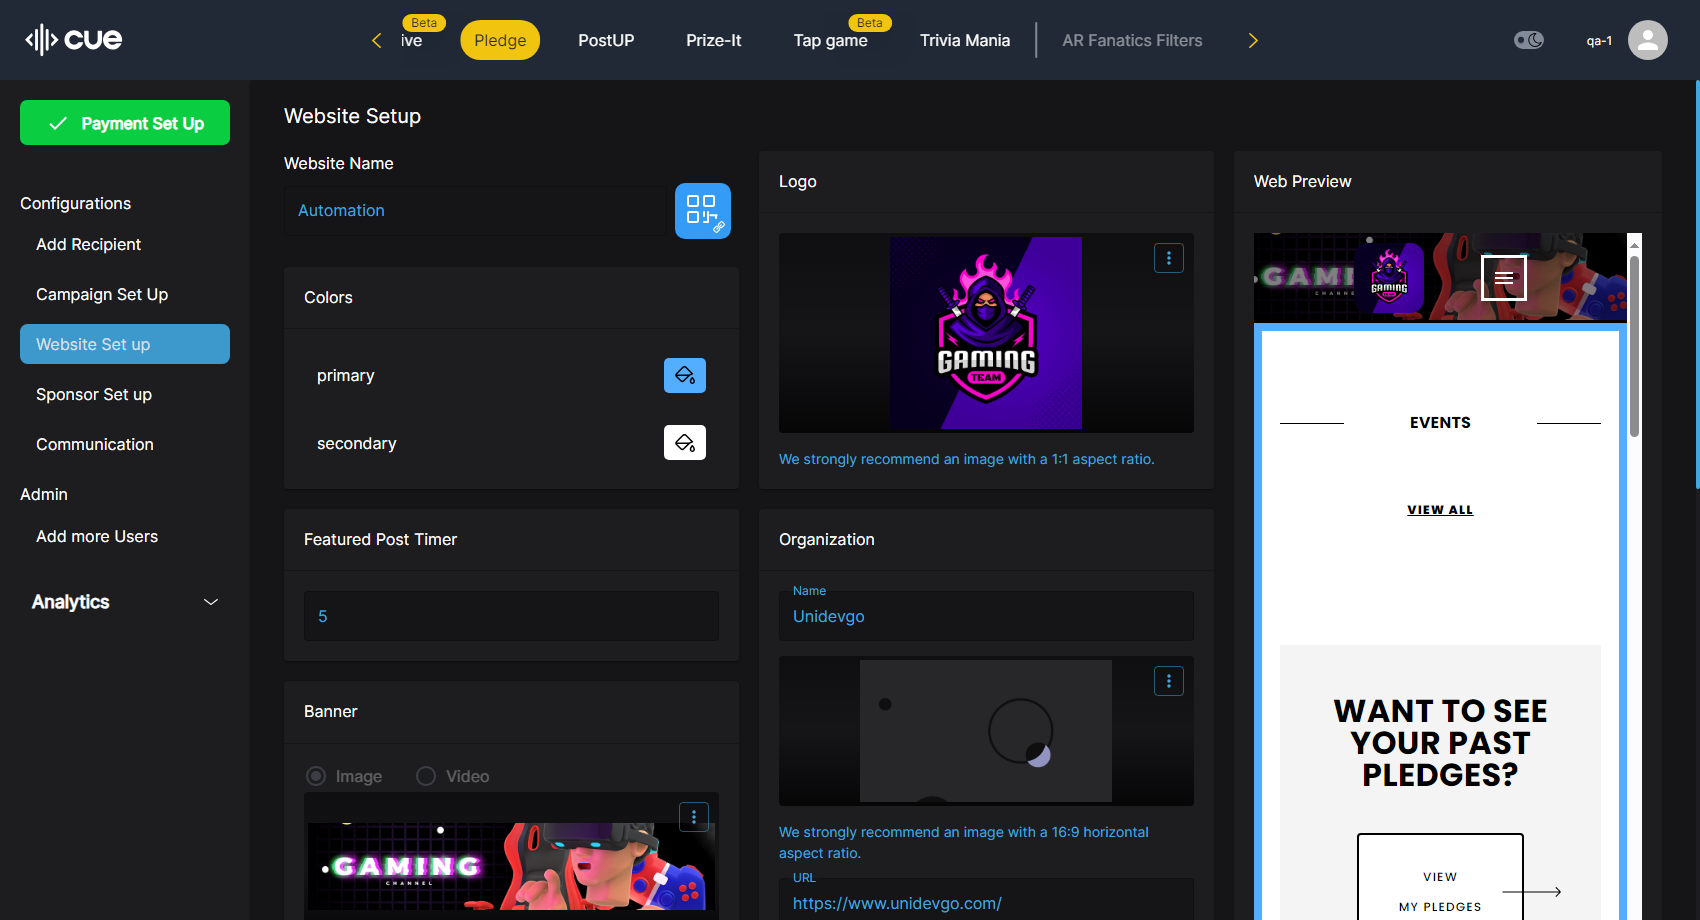 cue
Beta
ive
Pledge
PostUP
Prize-It
Beta
Tap game
Trivia Mania
AR Fanatics Filters
qa-1
Payment Set Up
Configurations
Add Recipient
Campaign Set Up
Website Set up
Sponsor Set up
Communication
Admin
Add more Users
Analytics
Website Setup
Website Name
Automation
Colors
primary
secondary
Featured Post Timer
5
Banner
Image
Video
GAMING
CHANNEL
Logo
GAMING
TEAM
We strongly recommend an image with a 1:1 aspect ratio.
Organization
Name
Unidevgo
We strongly recommend an image with a 16:9 horizontal
aspect ratio.
URL
https://www.unidevgo.com/
Web Preview
GAMI
CHANN
GAMING
TEAM
EVENTS
VIEW ALL
WANT TO SEE
YOUR PAST
PLEDGES?
VIEW
MY PLEDGES